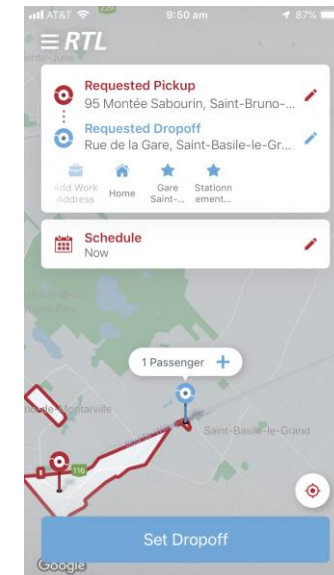 AT&T
9:50 am
87%
RTL
Requested Pickup
95 Montée Sabourin, Saint-Bruno-...
Requested Dropoff
Rue de la Gare, Saint-Basile-le-Gr...
Add Work
Address
Home
Gare
Saint-...
Stationn
ement...
Schedule
Now
1 Passenger +
de-Montarville
Saint-Basile-le-Grand
116
Set Dropoff
Google